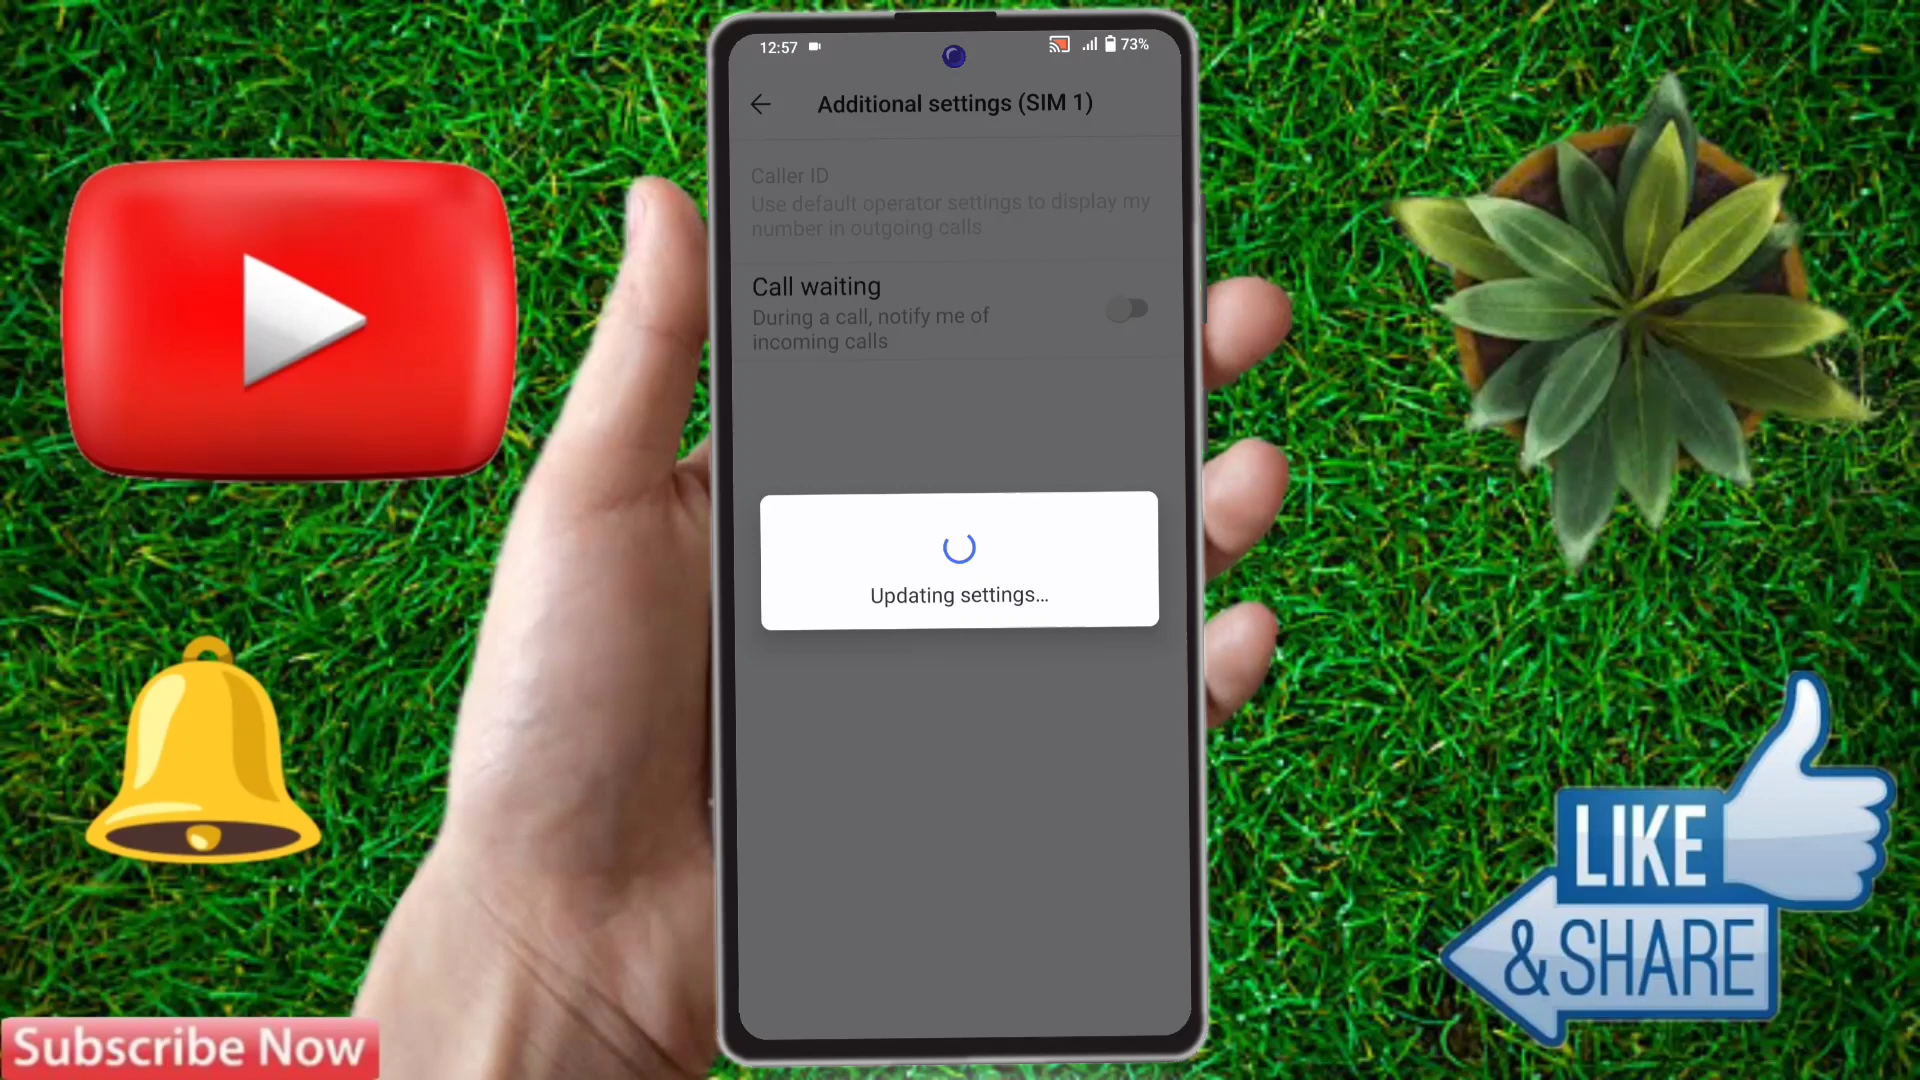 12:57
73%
Additional settings (SIM 1)
Caller ID
Use default operator settings to display my
number in outgoing calls
Call waiting
During a call, notify me of
incoming calls
Updating settings...
LIKE
& SHARE
Subscribe Now